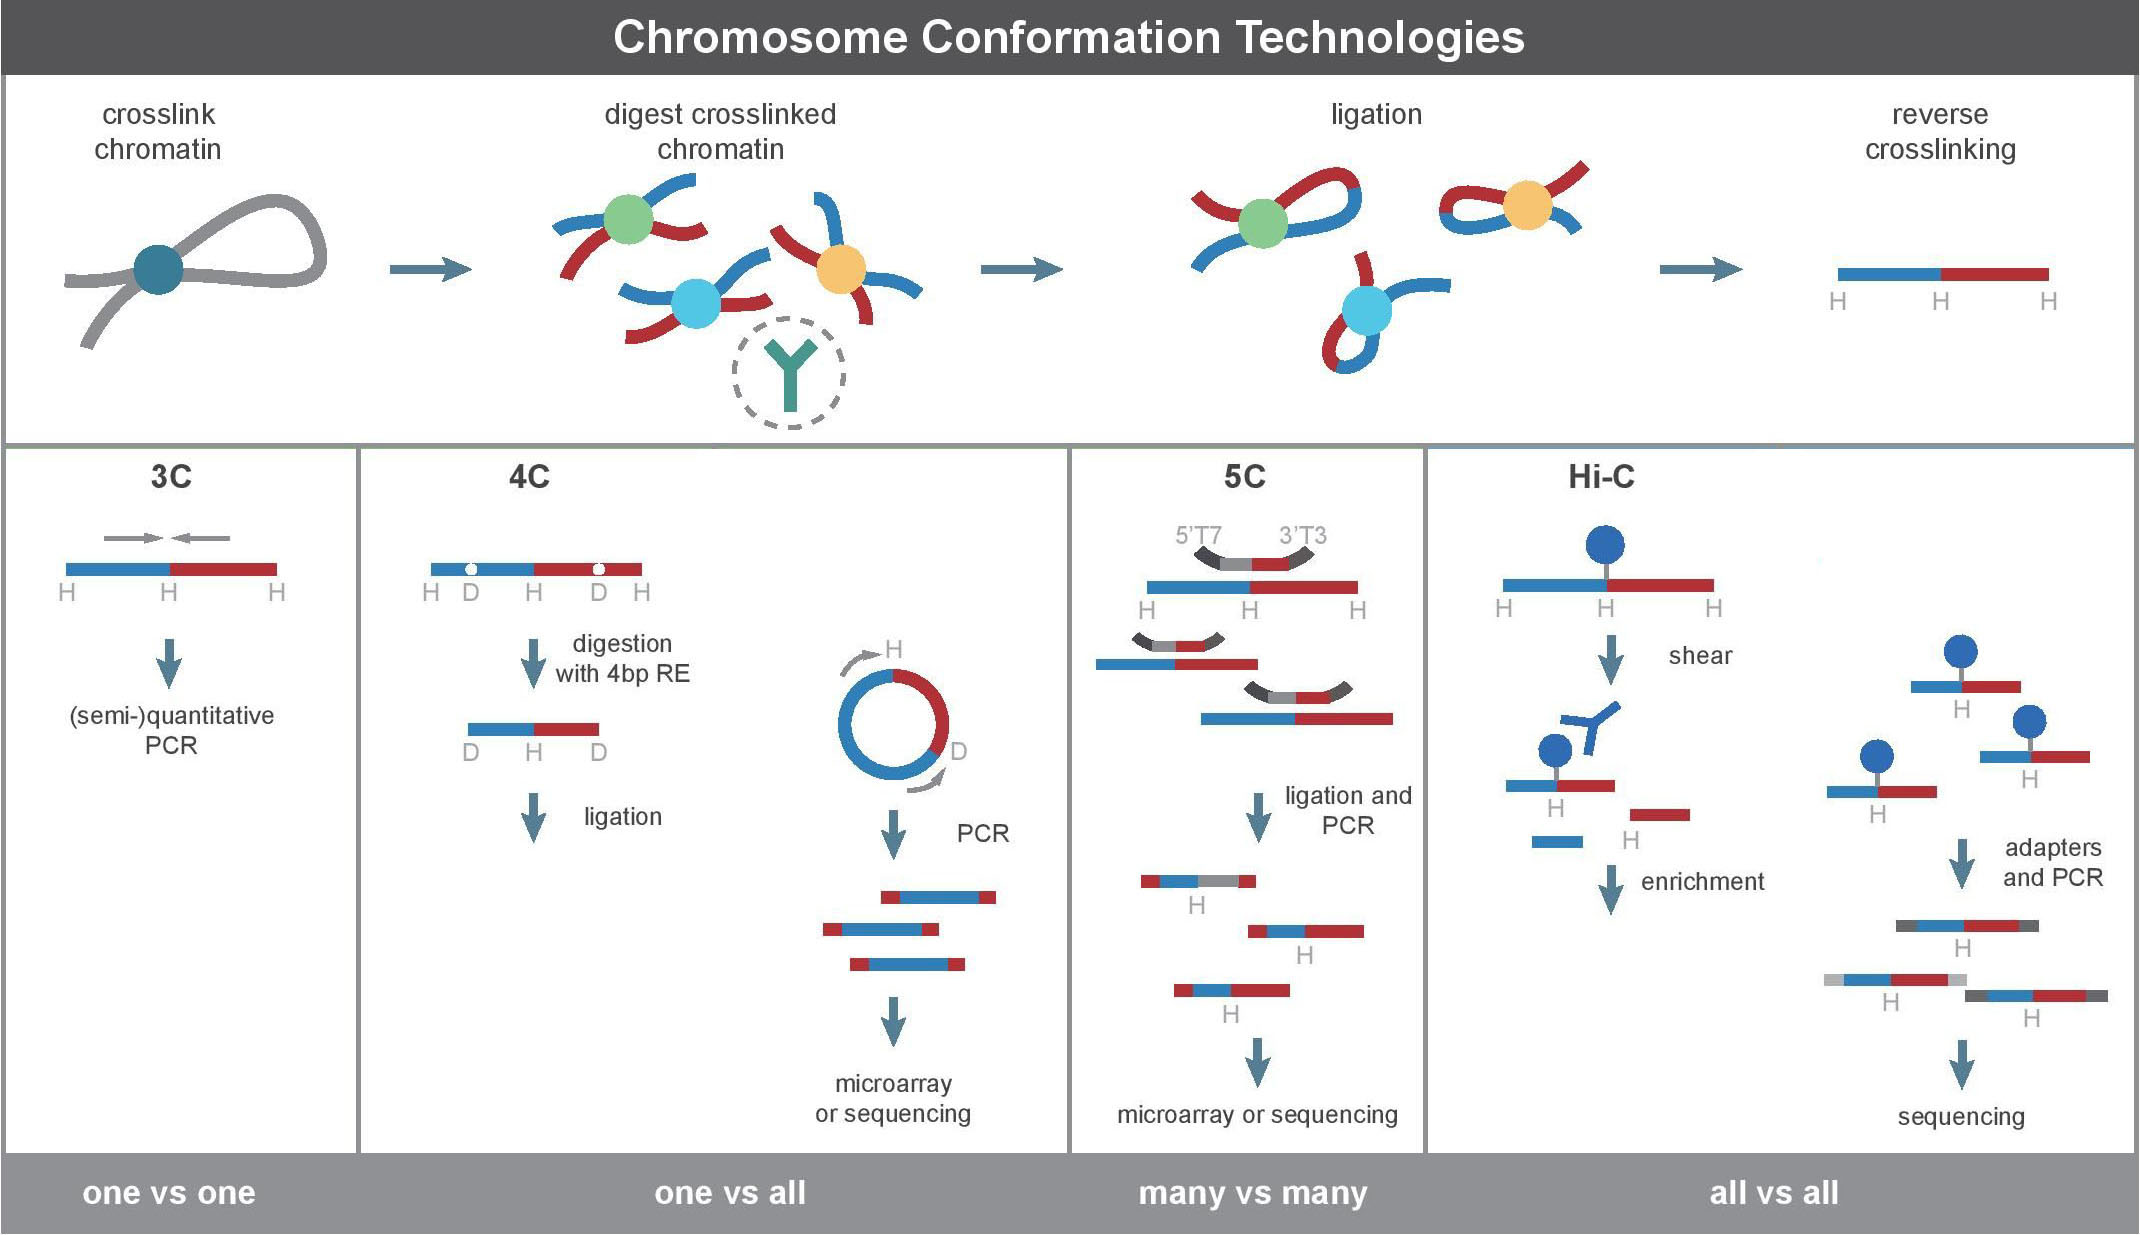 Chromosome Conformation Technologies
crosslink
chromatin
digest crosslinked
chromatin
ligation
reverse
crosslinking
H H H
3C
H H H
(semi-)quantitative
PCR
4C
H D H D H
digestion
with 4bp RE
D H D
ligation
H
D
PCR
microarray
or sequencing
5C
5'T7 3'T3
H H H
ligation and
PCR
H
H
H
microarray or sequencing
Hi-C
H H H
shear
H
H
enrichment
H
H
H
adapters
and PCR
H
H
H
sequencing
one vs one
one vs all
many vs many
all vs all